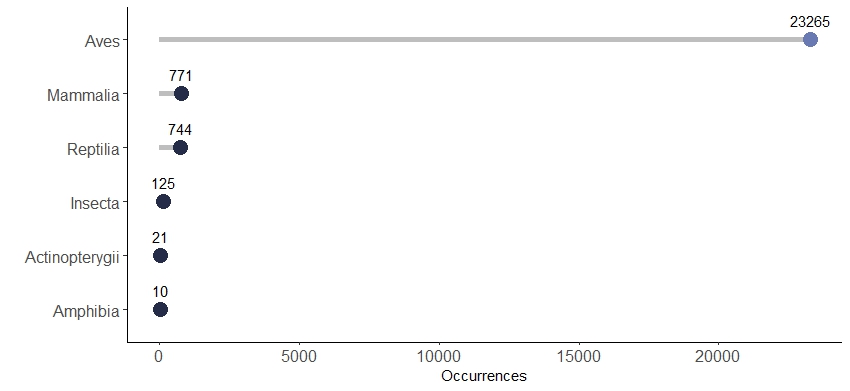 23265
Aves
771
Mammalia
744
Reptilia
125
Insecta
21
Actinopterygii
10
Amphibia
0 5000 10000 15000 20000
Occurrences